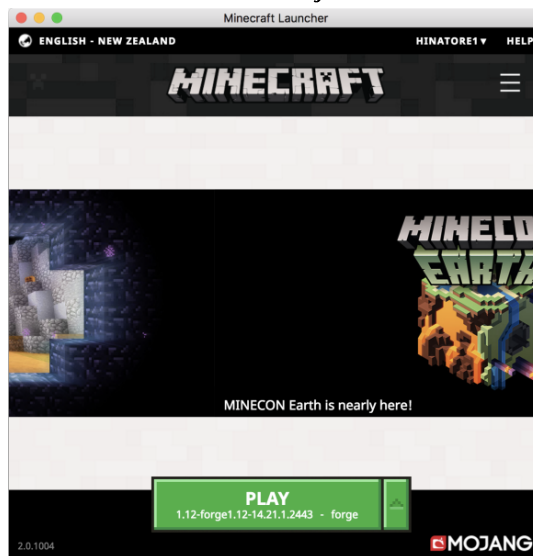 Minecraft Launcher
ENGLISH - NEW ZEALAND HINATORE1▼ HELP
MINECRAFT
MINECO
EARTH
MINECON Earth is nearly here!
PLAY
1.12-forge1.12-14.21.1.2443 - forge
2.0.1004 MOJANG